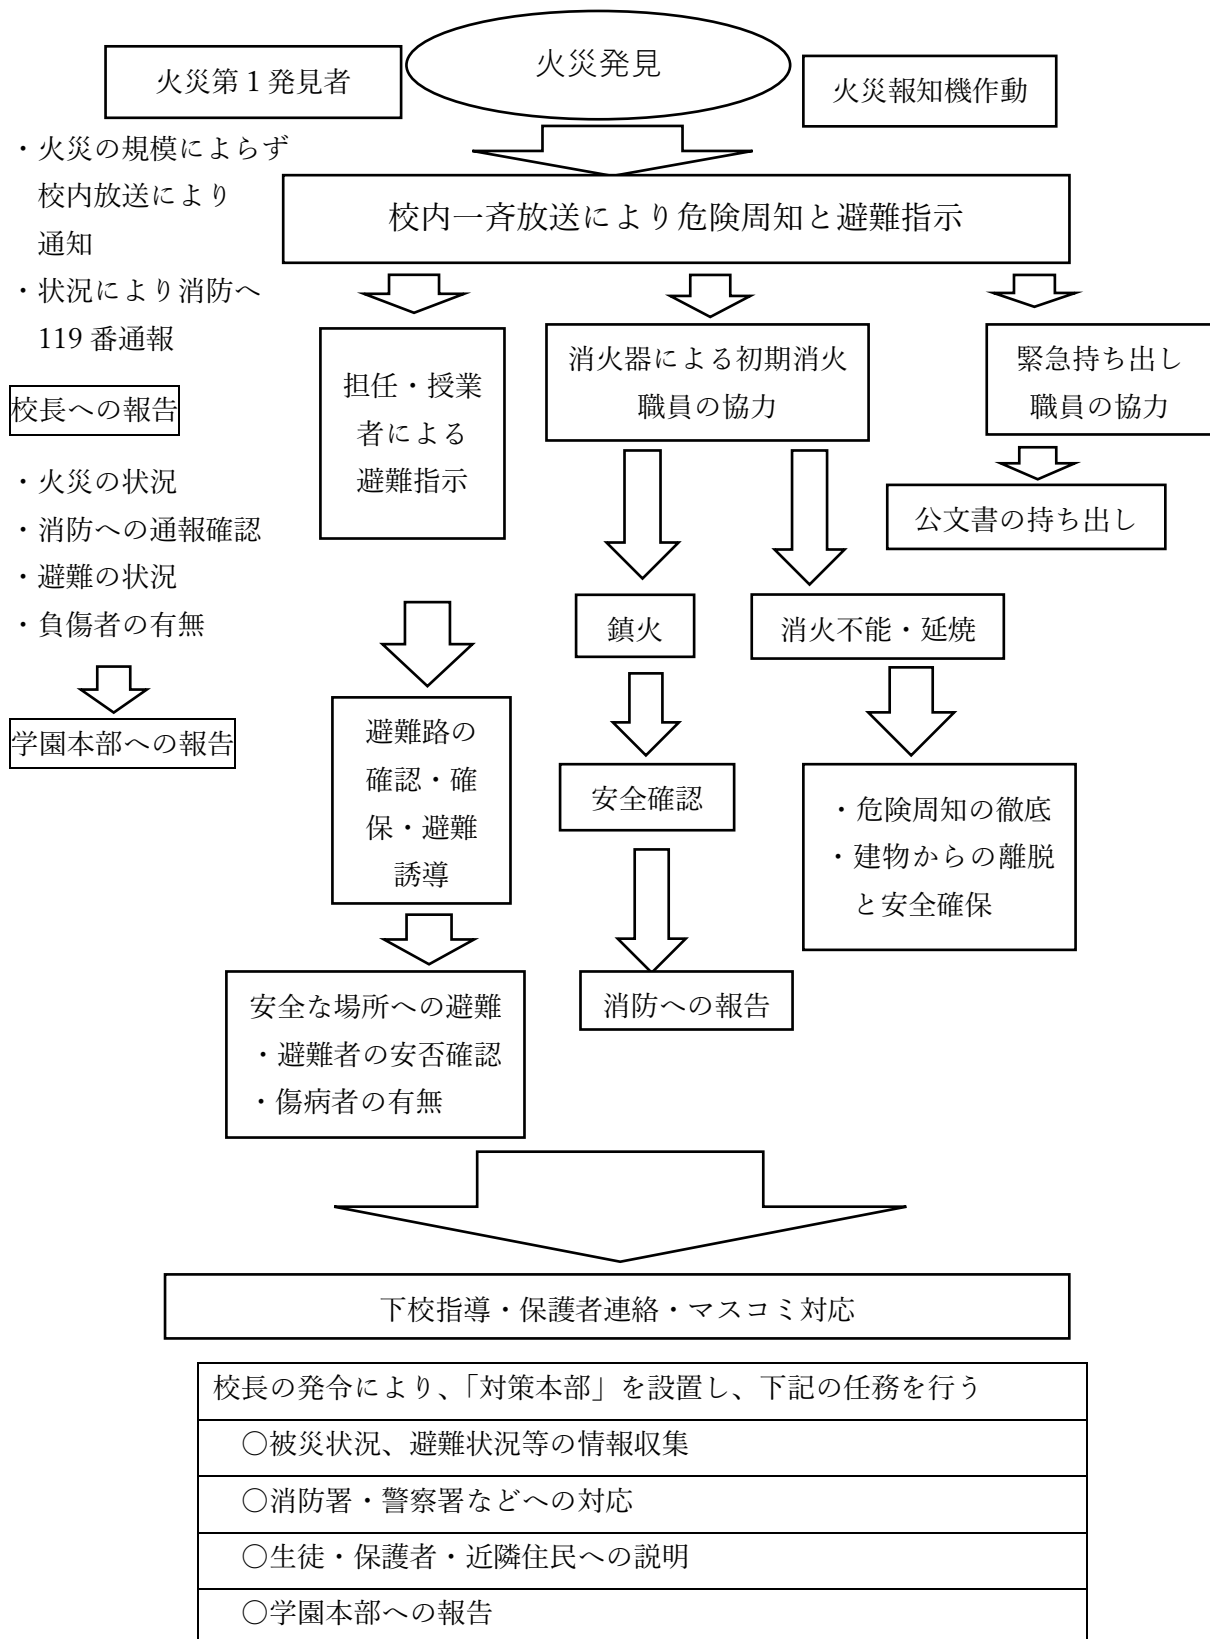 火災発見
火災第1発見者
火災報知機作動
・火災の規模によらず
校内放送により
通知
・状況により消防へ
119番通報
校長への報告
・火災の状況
・消防への通報確認
・避難の状況
・負傷者の有無
学園本部への報告
校内一斉放送により危険周知と避難指示
担任・授業
者による
避難指示
避難路の
確認・確
保・避難
誘導
安全な場所への避難
・避難者の安否確認
・傷病者の有無
消火器による初期消火
職員の協力
鎮火
安全確認
消防への報告
消火不能・延焼
・危険周知の徹底
・建物からの離脱
と安全確保
緊急持ち出し
職員の協力
公文書の持ち出し
下校指導・保護者連絡・マスコミ対応
校長の発令により、「対策本部」を設置し、下記の任務を行う
○被災状況、避難状況等の情報収集
○消防署・警察署などへの対応
○生徒・保護者・近隣住民への説明
○学園本部への報告